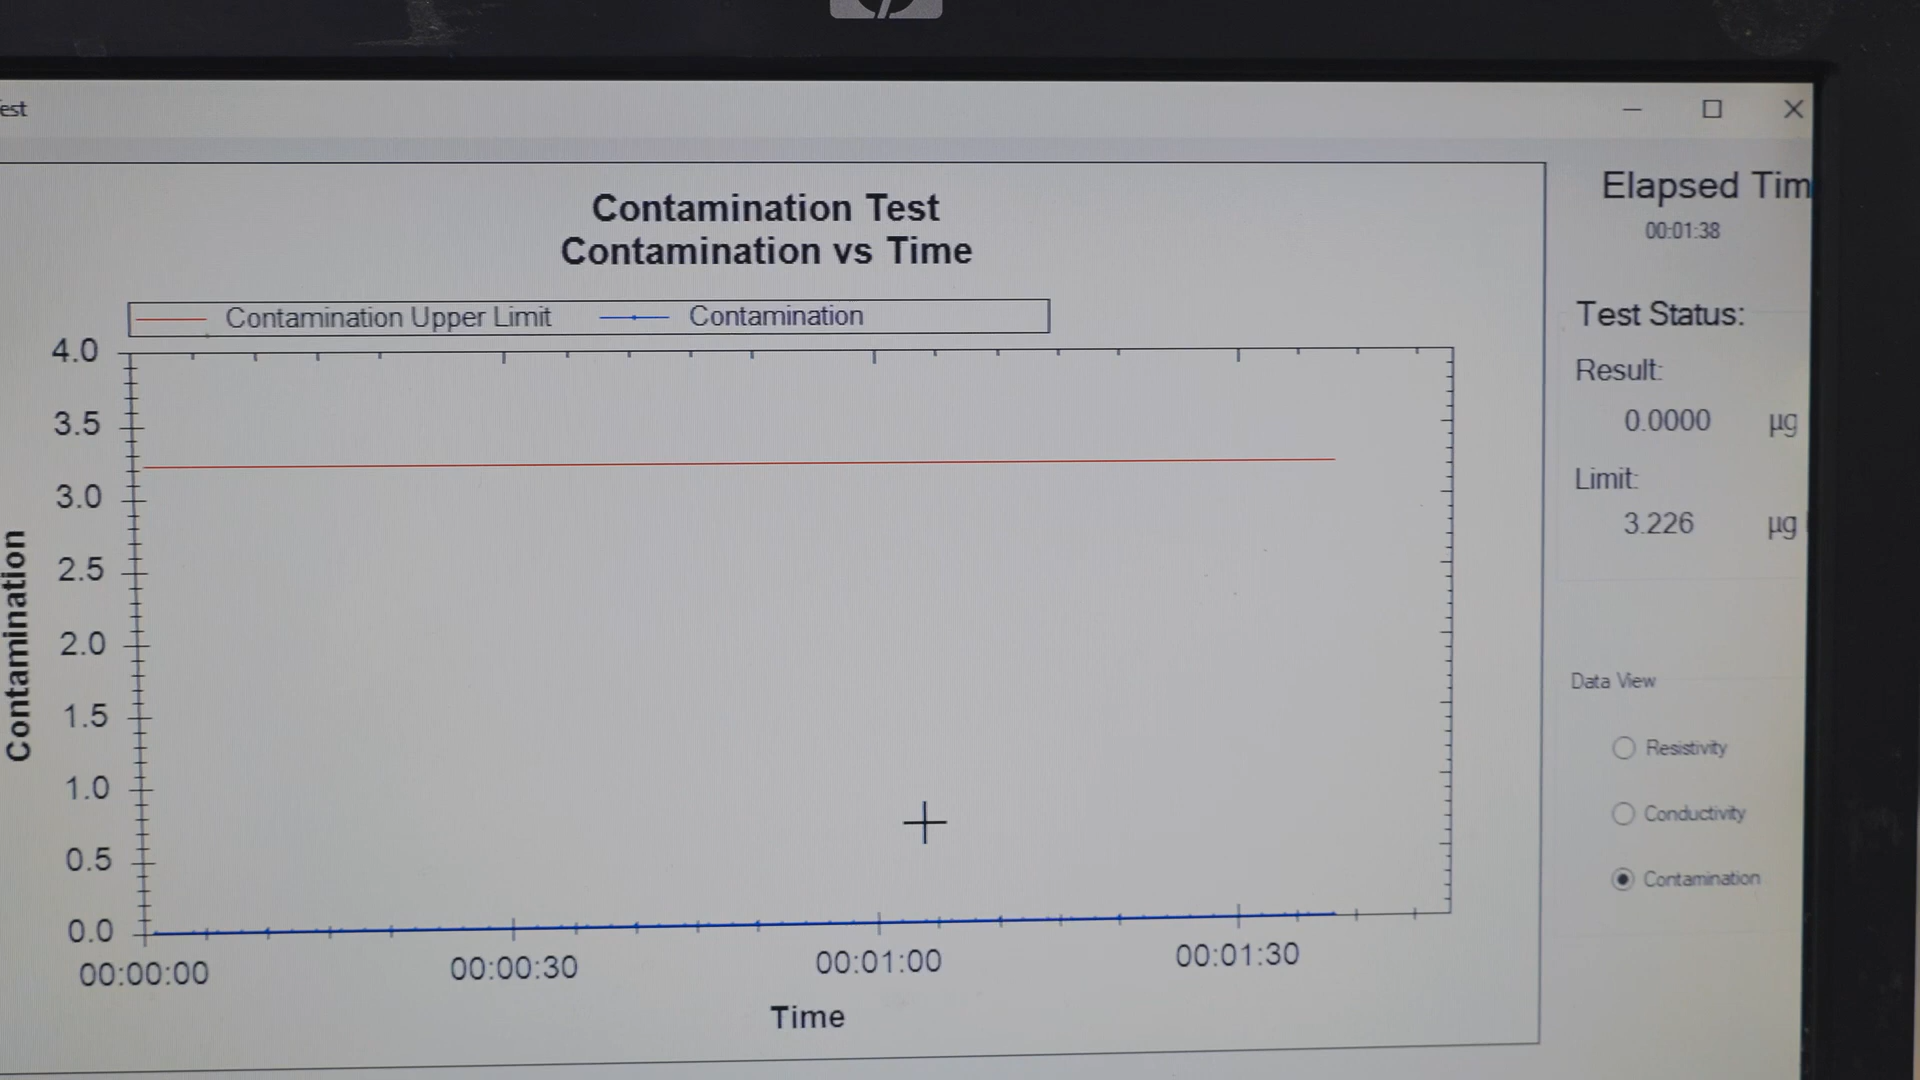 est
Contamination Test
Contamination vs Time
Contamination Upper Limit
Contamination
4.0
3.5
3.0
2.5
2.0
1.5
1.0
0.5
0.0
Contamination
00:00:00
00:00:30
00:01:00
00:01:30
Time
Elapsed Tim
00:01:38
Test Status:
Result:
0.0000 µg
Limit:
3.226 µg
Data View
Resistivity
Conductivity
Contamination